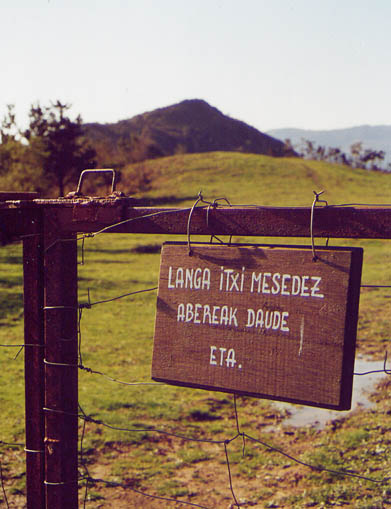 LANGA iTXi MESEDEZ
ABEREAK DAUDE
ETA.